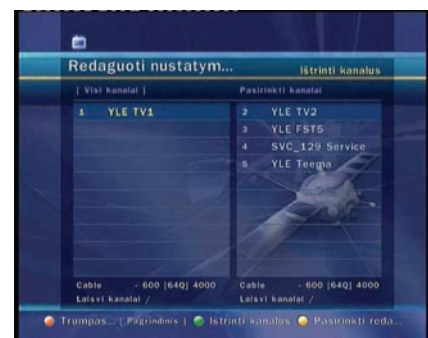 Redaguoti nustatym...
Ištrinti kanalus
[ Visi kanalai ]
Pasirinkti kanalai
1 YLE TV1
2 YLE TV2
3 YLE FST5
4 SVC_129 Service
5 YLE Teema
Cable - 600 [64Q] 4000
Laisvi kanalai /
Cable - 600 [64Q] 4000
Laisvi kanalai /
Trumpas... [ Pagrindinis ] Ištrinti kanalus Pasirinkti reda...